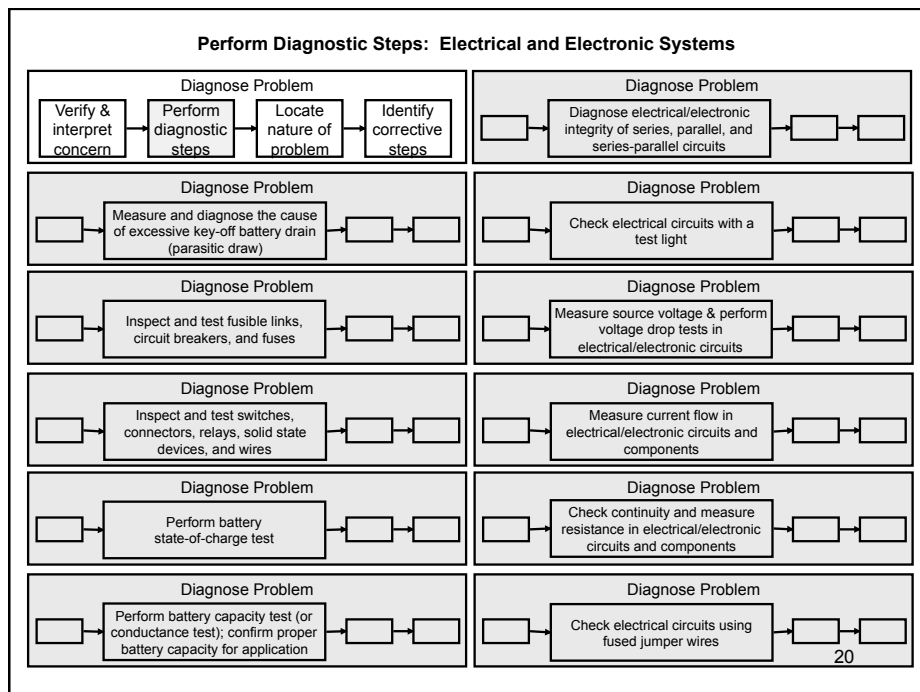 Perform Diagnostic Steps:  Electrical and Electronic Systems
Diagnose Problem
Verify &
interpret
concern
Perform
diagnostic
steps
Locate
nature of
problem
Identify
corrective
steps
Diagnose Problem
Diagnose electrical/electronic
integrity of series, parallel, and
series-parallel circuits
Diagnose Problem
Measure and diagnose the cause
of excessive key-off battery drain
(parasitic draw)
Diagnose Problem
Check electrical circuits with a
test light
Diagnose Problem
Inspect and test fusible links,
circuit breakers, and fuses
Diagnose Problem
Measure source voltage & perform
voltage drop tests in
electrical/electronic circuits
Diagnose Problem
Inspect and test switches,
connectors, relays, solid state
devices, and wires
Diagnose Problem
Measure current flow in
electrical/electronic circuits and
components
Diagnose Problem
Perform battery
state-of-charge test
Diagnose Problem
Check continuity and measure
resistance in electrical/electronic
circuits and components
Diagnose Problem
Perform battery capacity test (or
conductance test); confirm proper
battery capacity for application
Diagnose Problem
Check electrical circuits using
fused jumper wires
20